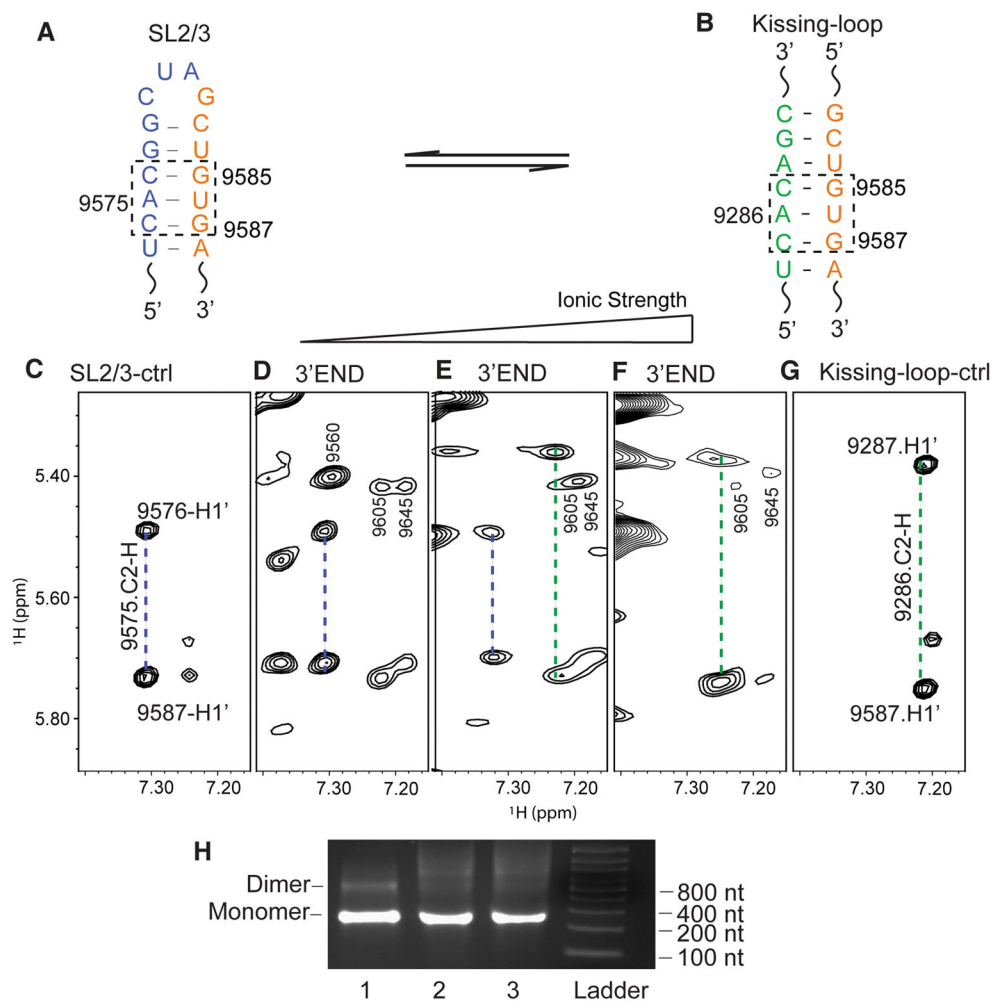 A
SL2/3
U A
C G
G – C
G – U
C – G 9585
9575 A – U
C – G 9587
U – A
5’ 3’
B
Kissing-loop
3’ 5’
C - G
G - C
A - U
C - G 9585
9286 A - U
C - G 9587
U - A
5’ 3’
Ionic Strength
C SL2/3-ctrl
D 3’END
E 3’END
F 3’END
G Kissing-loop-ctrl
5.40
5.60
5.80
¹H (ppm)
9576-H1’
9575.C2-H
9587-H1’
9560
9605
9645
9605
9645
9605
9645
9287.H1’
9286.C2-H
9587.H1’
7.30 7.20 7.30 7.20 7.30 7.20 7.30 7.20 7.30 7.20
¹H (ppm)
H
Dimer–
Monomer–
–800 nt
–400 nt
–200 nt
–100 nt
1 2 3 Ladder